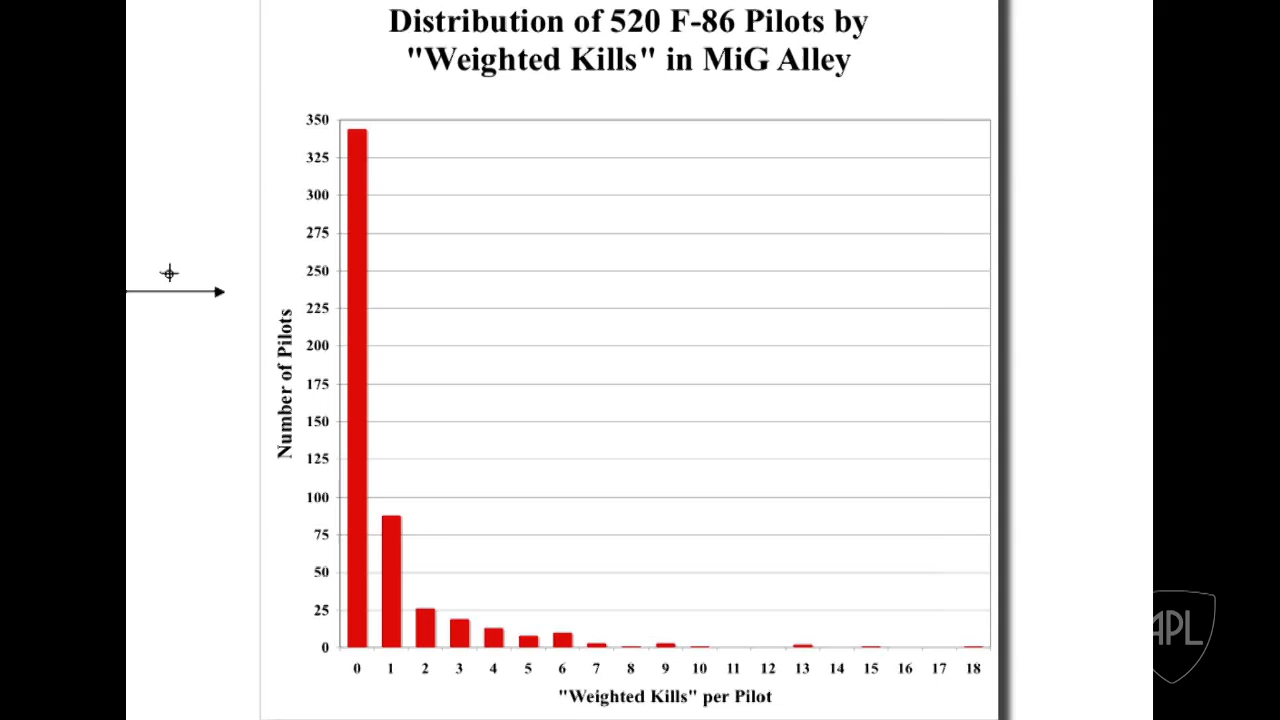 Distribution of 520 F-86 Pilots by
"Weighted Kills" in MiG Alley
350
325
300
275
250
225
200
175
150
125
100
75
50
25
0
Number of Pilots
0 1 2 3 4 5 6 7 8 9 10 11 12 13 14 15 16 17 18
"Weighted Kills" per Pilot
APL